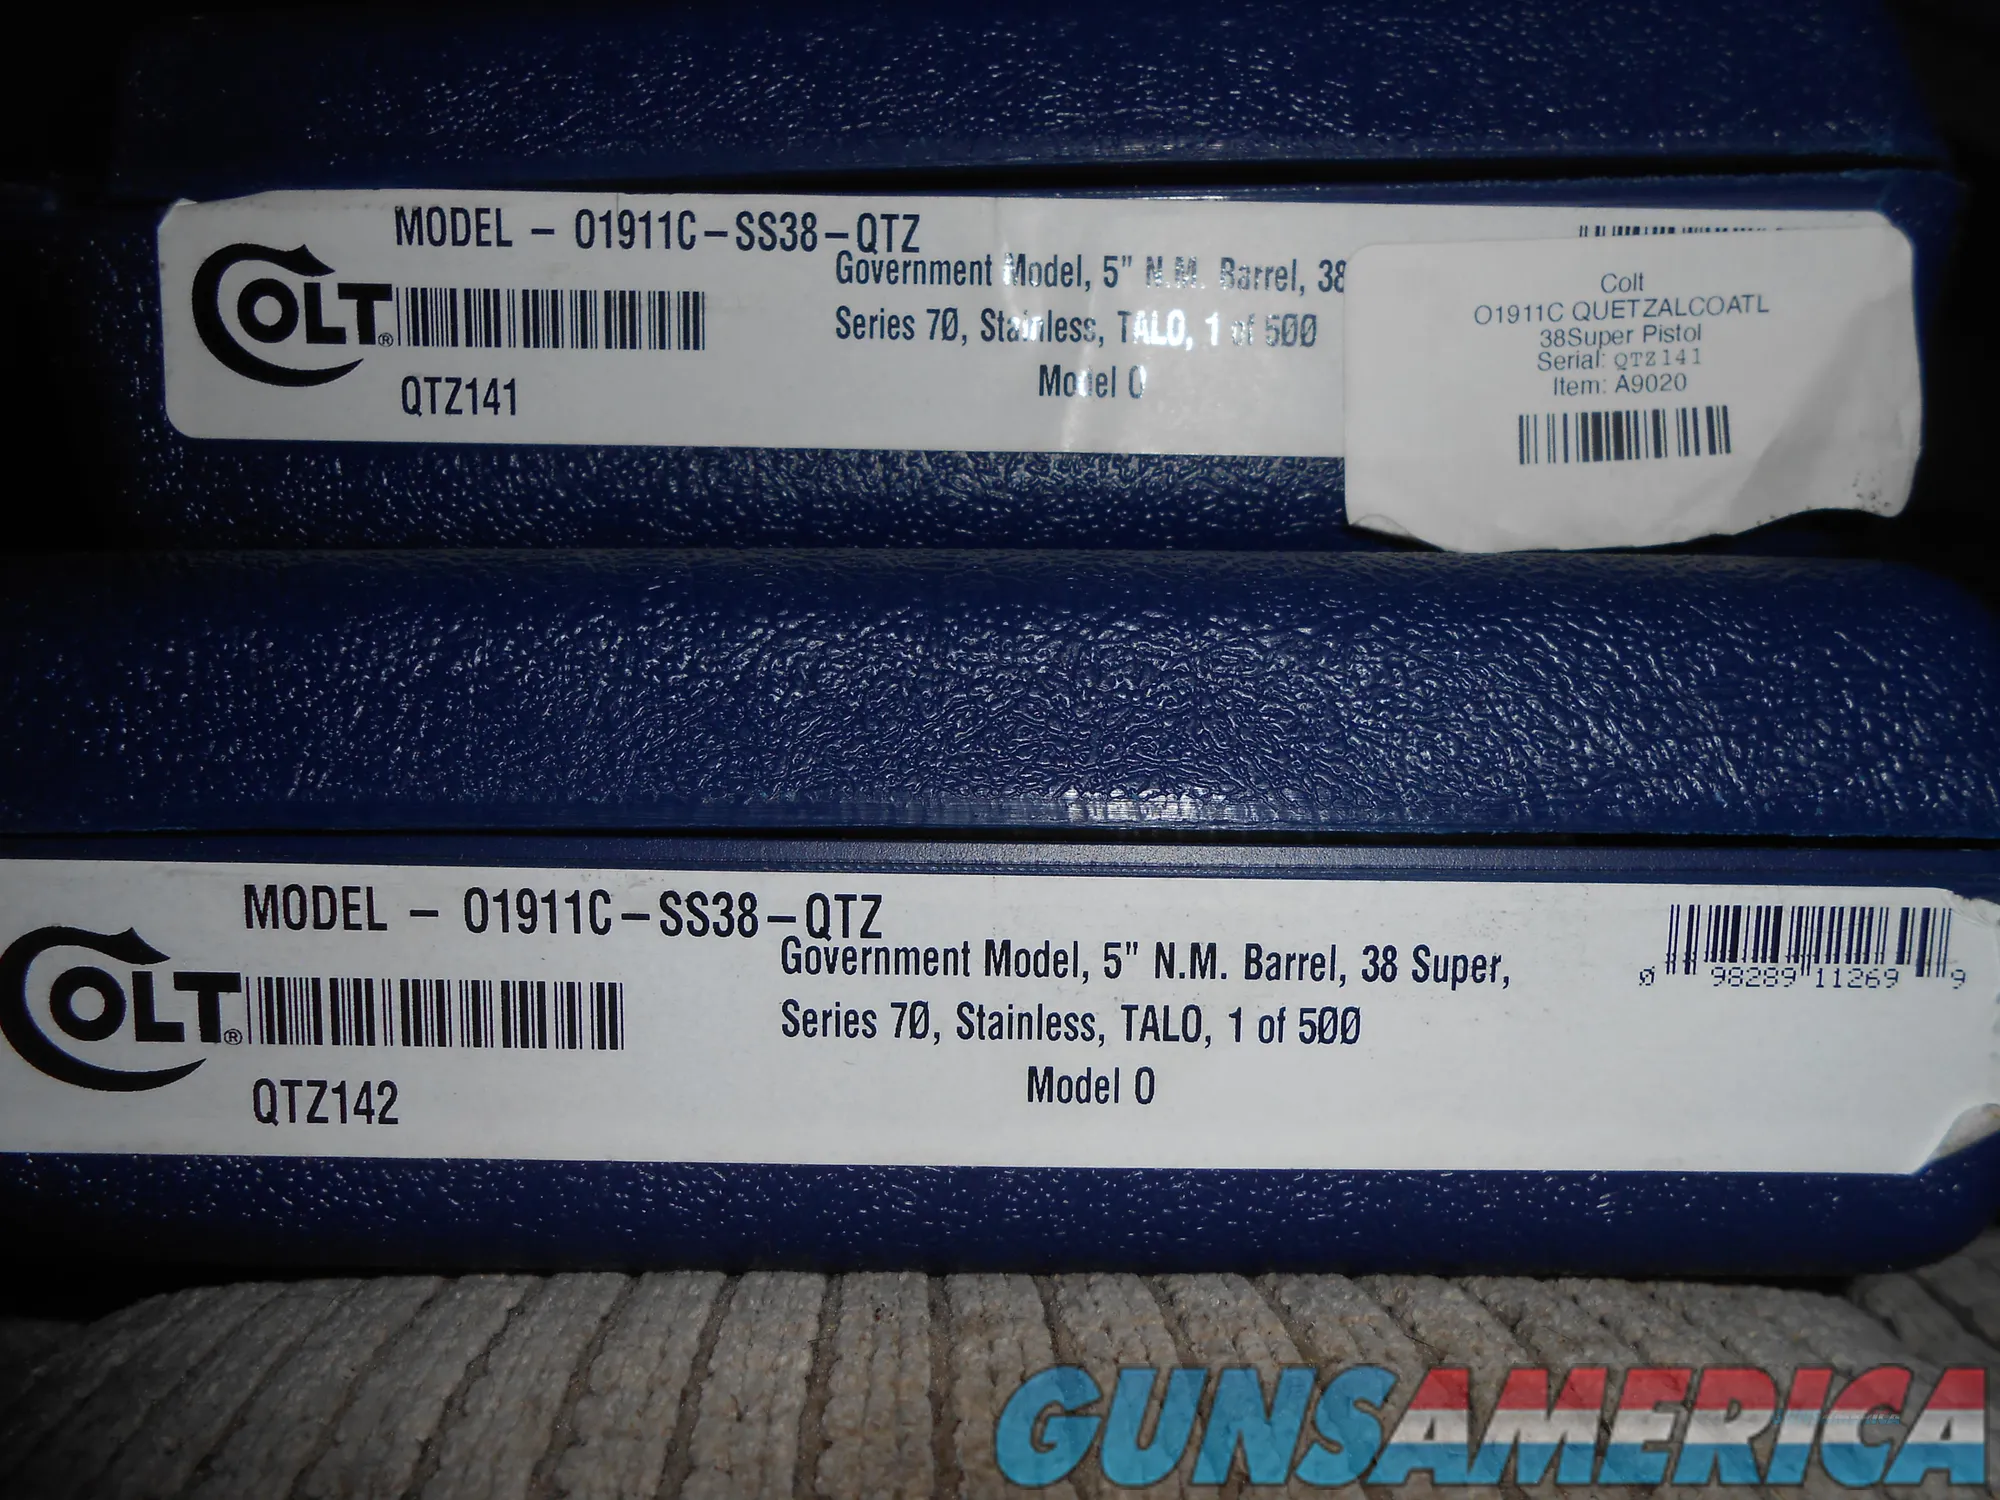 MODEL - O1911C-SS38-QTZ
Government Model, 5" N.M. Barrel, 38
COLT®
Series 70, Stainless, TALO, 1 of 500
Model O
QTZ141
Colt
O1911C QUETZALCOATL
38Super Pistol
Serial: QTZ141
Item: A9020
MODEL - O1911C-SS38-QTZ
Government Model, 5" N.M. Barrel, 38 Super,
COLT®
Series 70, Stainless, TALO, 1 of 500
Model O
QTZ142
0 98289 11269 9
GUNSAMERICA